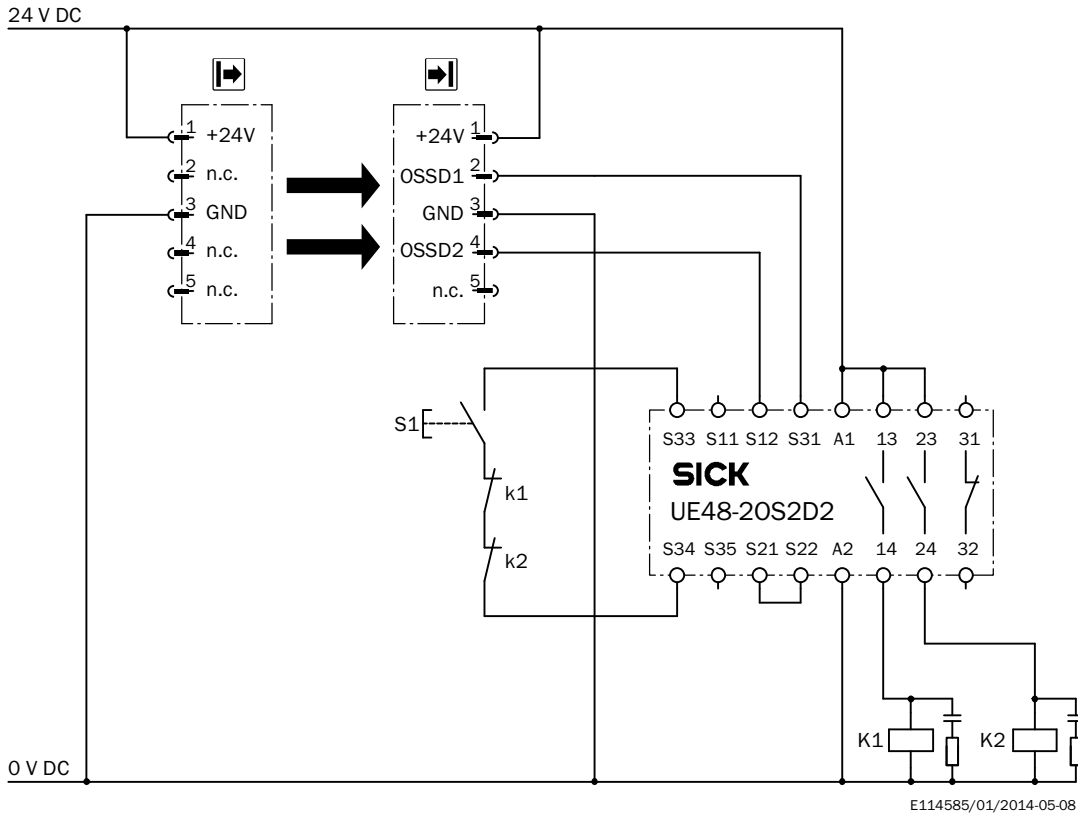 24 V DC
1 +24V
2 n.c.
3 GND
4 n.c.
5 n.c.
+24V 1
OSSD1 2
GND 3
OSSD2 4
n.c. 5
S1
k1
k2
S33 S11 S12 S31 A1 13 23 31
SICK
UE48-2OS2D2
S34 S35 S21 S22 A2 14 24 32
K1 K2
0 V DC
E114585/01/2014-05-08